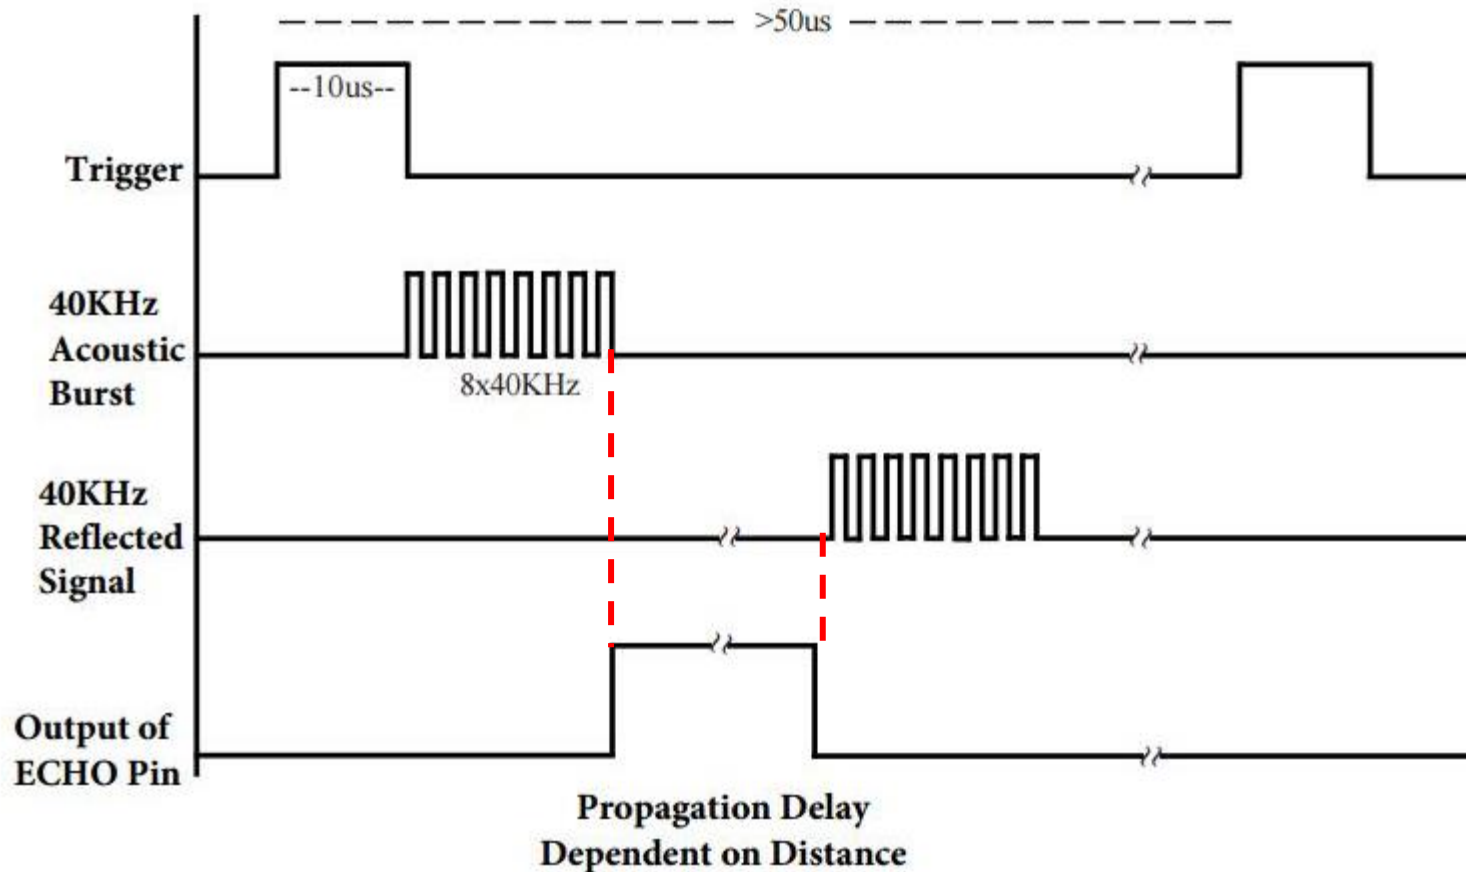 >50us
--10us--
Trigger
40KHz
Acoustic
Burst
8x40KHz
40KHz
Reflected
Signal
Output of
ECHO Pin
Propagation Delay
Dependent on Distance